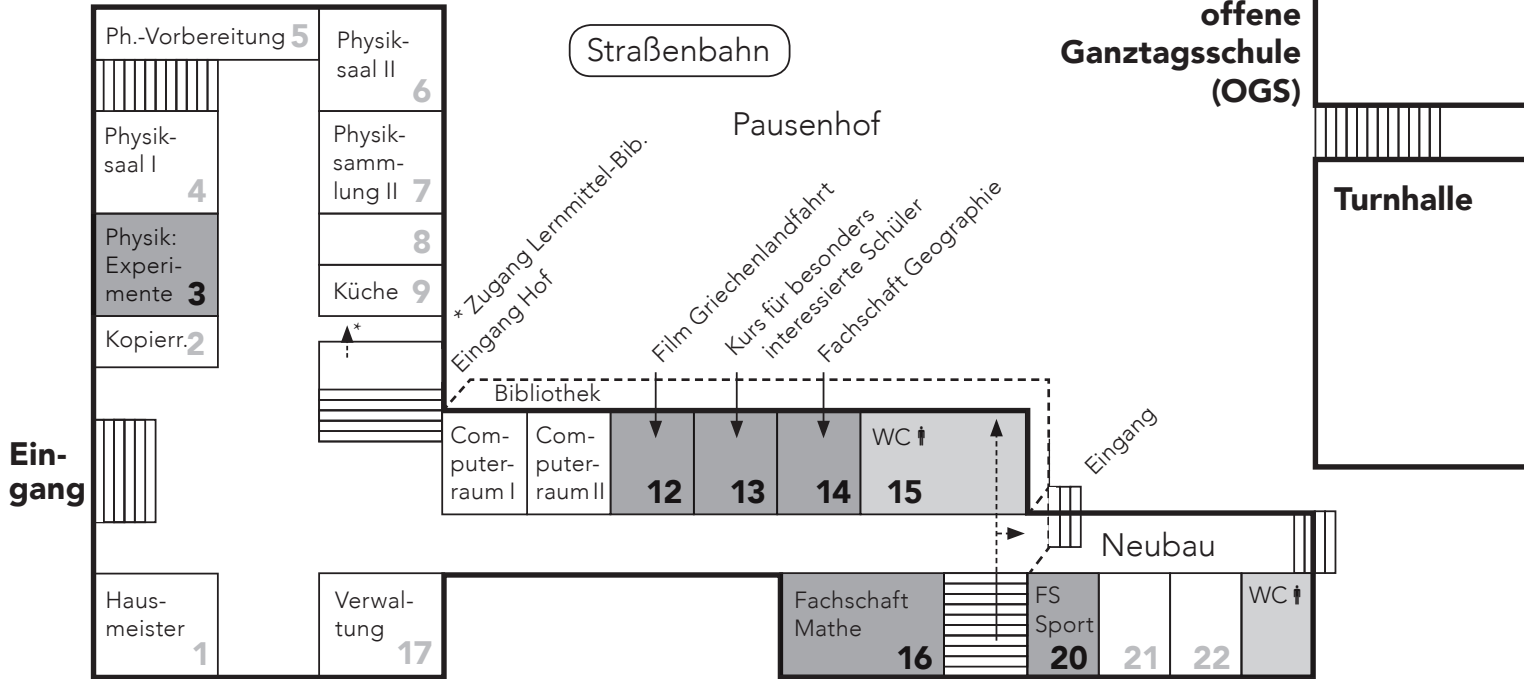 Ph.-Vorbereitung 5
Physik-
saal II
6
Straßenbahn
offene
Ganztagsschule
(OGS)
Pausenhof
Physik-
saal I
4
Physik-
samm-
lung II 7
Turnhalle
Physik:
Experi-
mente 3
8
Küche 9
Kopierr. 2
*
* Zugang Lernmittel-Bib.
Eingang Hof
Film Griechenlandfahrt
Kurs für besonders
interessierte Schüler
Fachschaft Geographie
Bibliothek
Ein-
gang
Com-
puter-
raum I
Com-
puter-
raum II
12
13
14
WC
15
Eingang
Neubau
Haus-
meister
1
Verwal-
tung
17
Fachschaft
Mathe
16
FS
Sport
20
21
22
WC